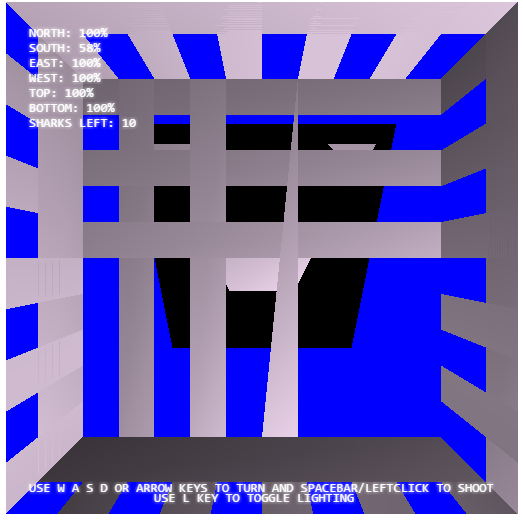 NORTH: 100%
SOUTH: 58%
EAST: 100%
WEST: 100%
TOP: 100%
BOTTOM: 100%
SHARKS LEFT: 10
USE W A S D OR ARROW KEYS TO TURN AND SPACEBAR/LEFTCLICK TO SHOOT
USE L KEY TO TOGGLE LIGHTING